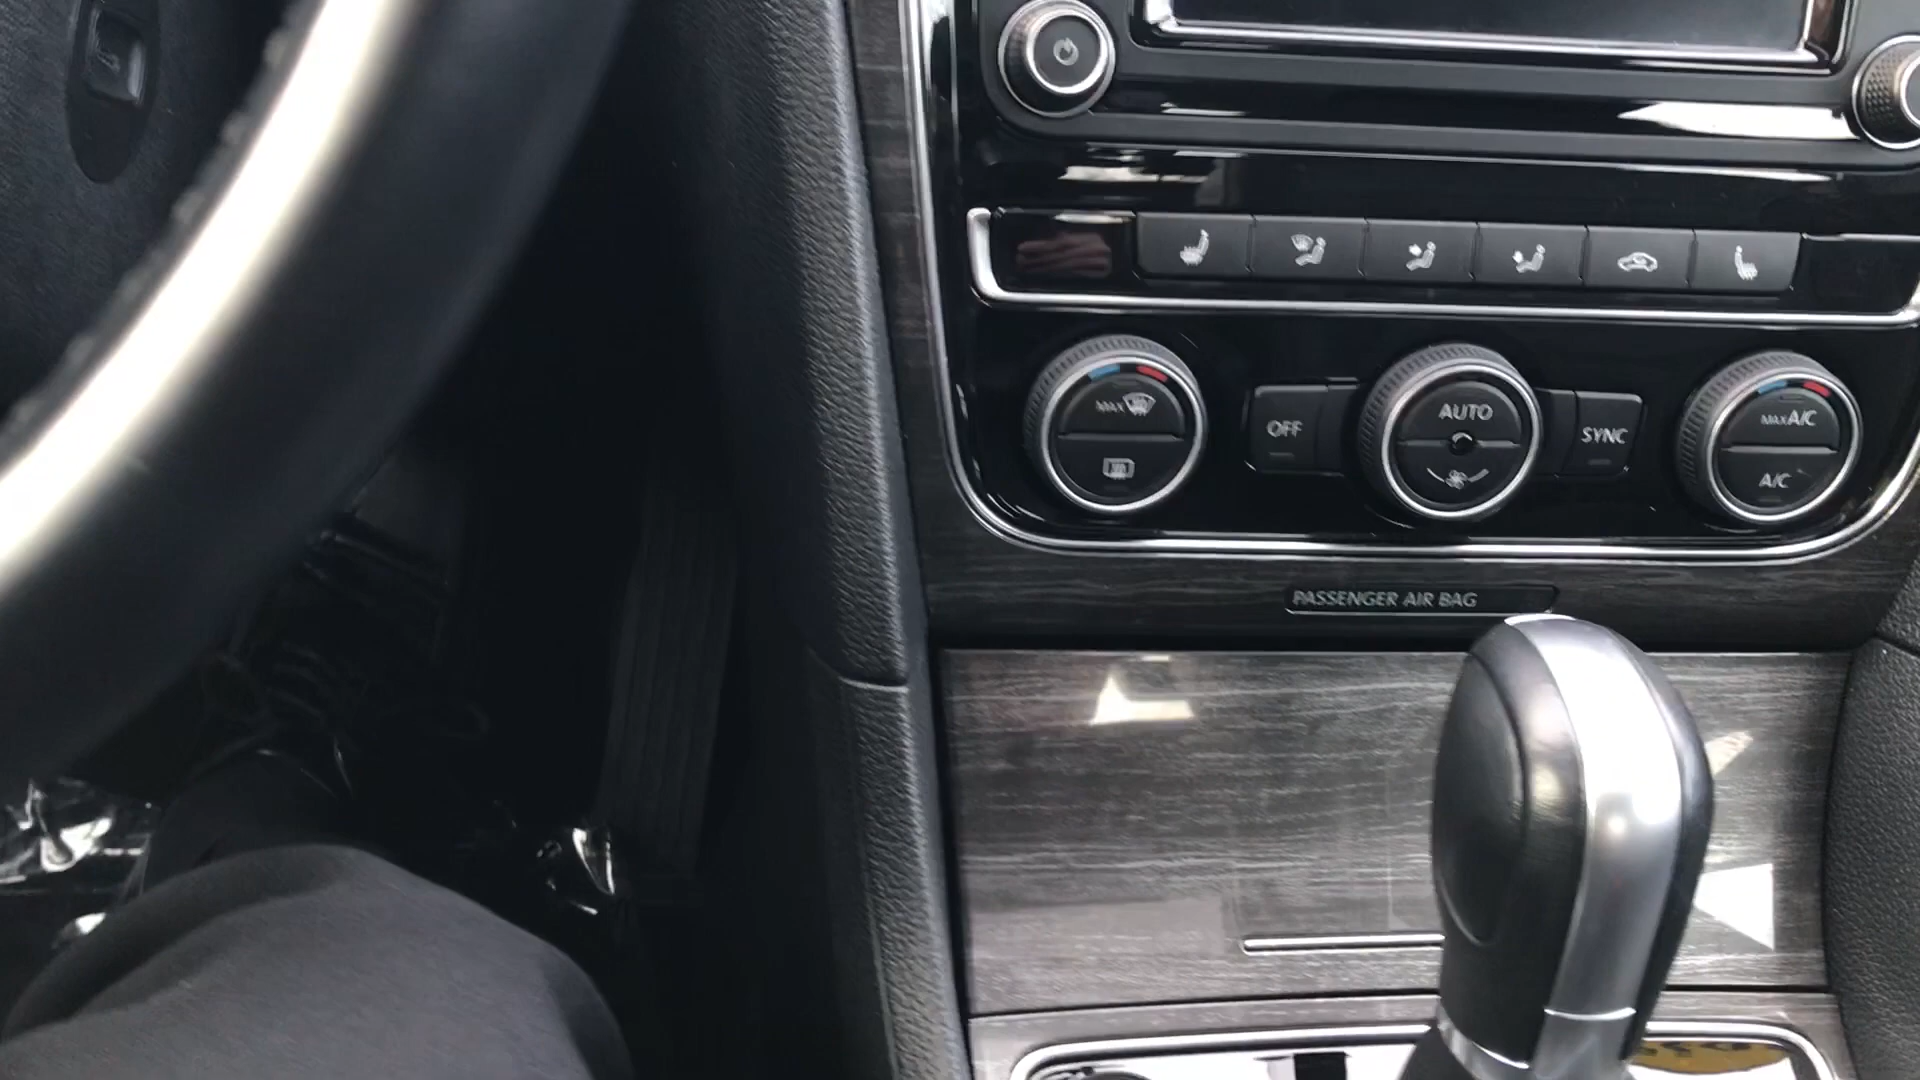 MAX
OFF
AUTO
SYNC
MAX A/C
A/C
PASSENGER AIR BAG